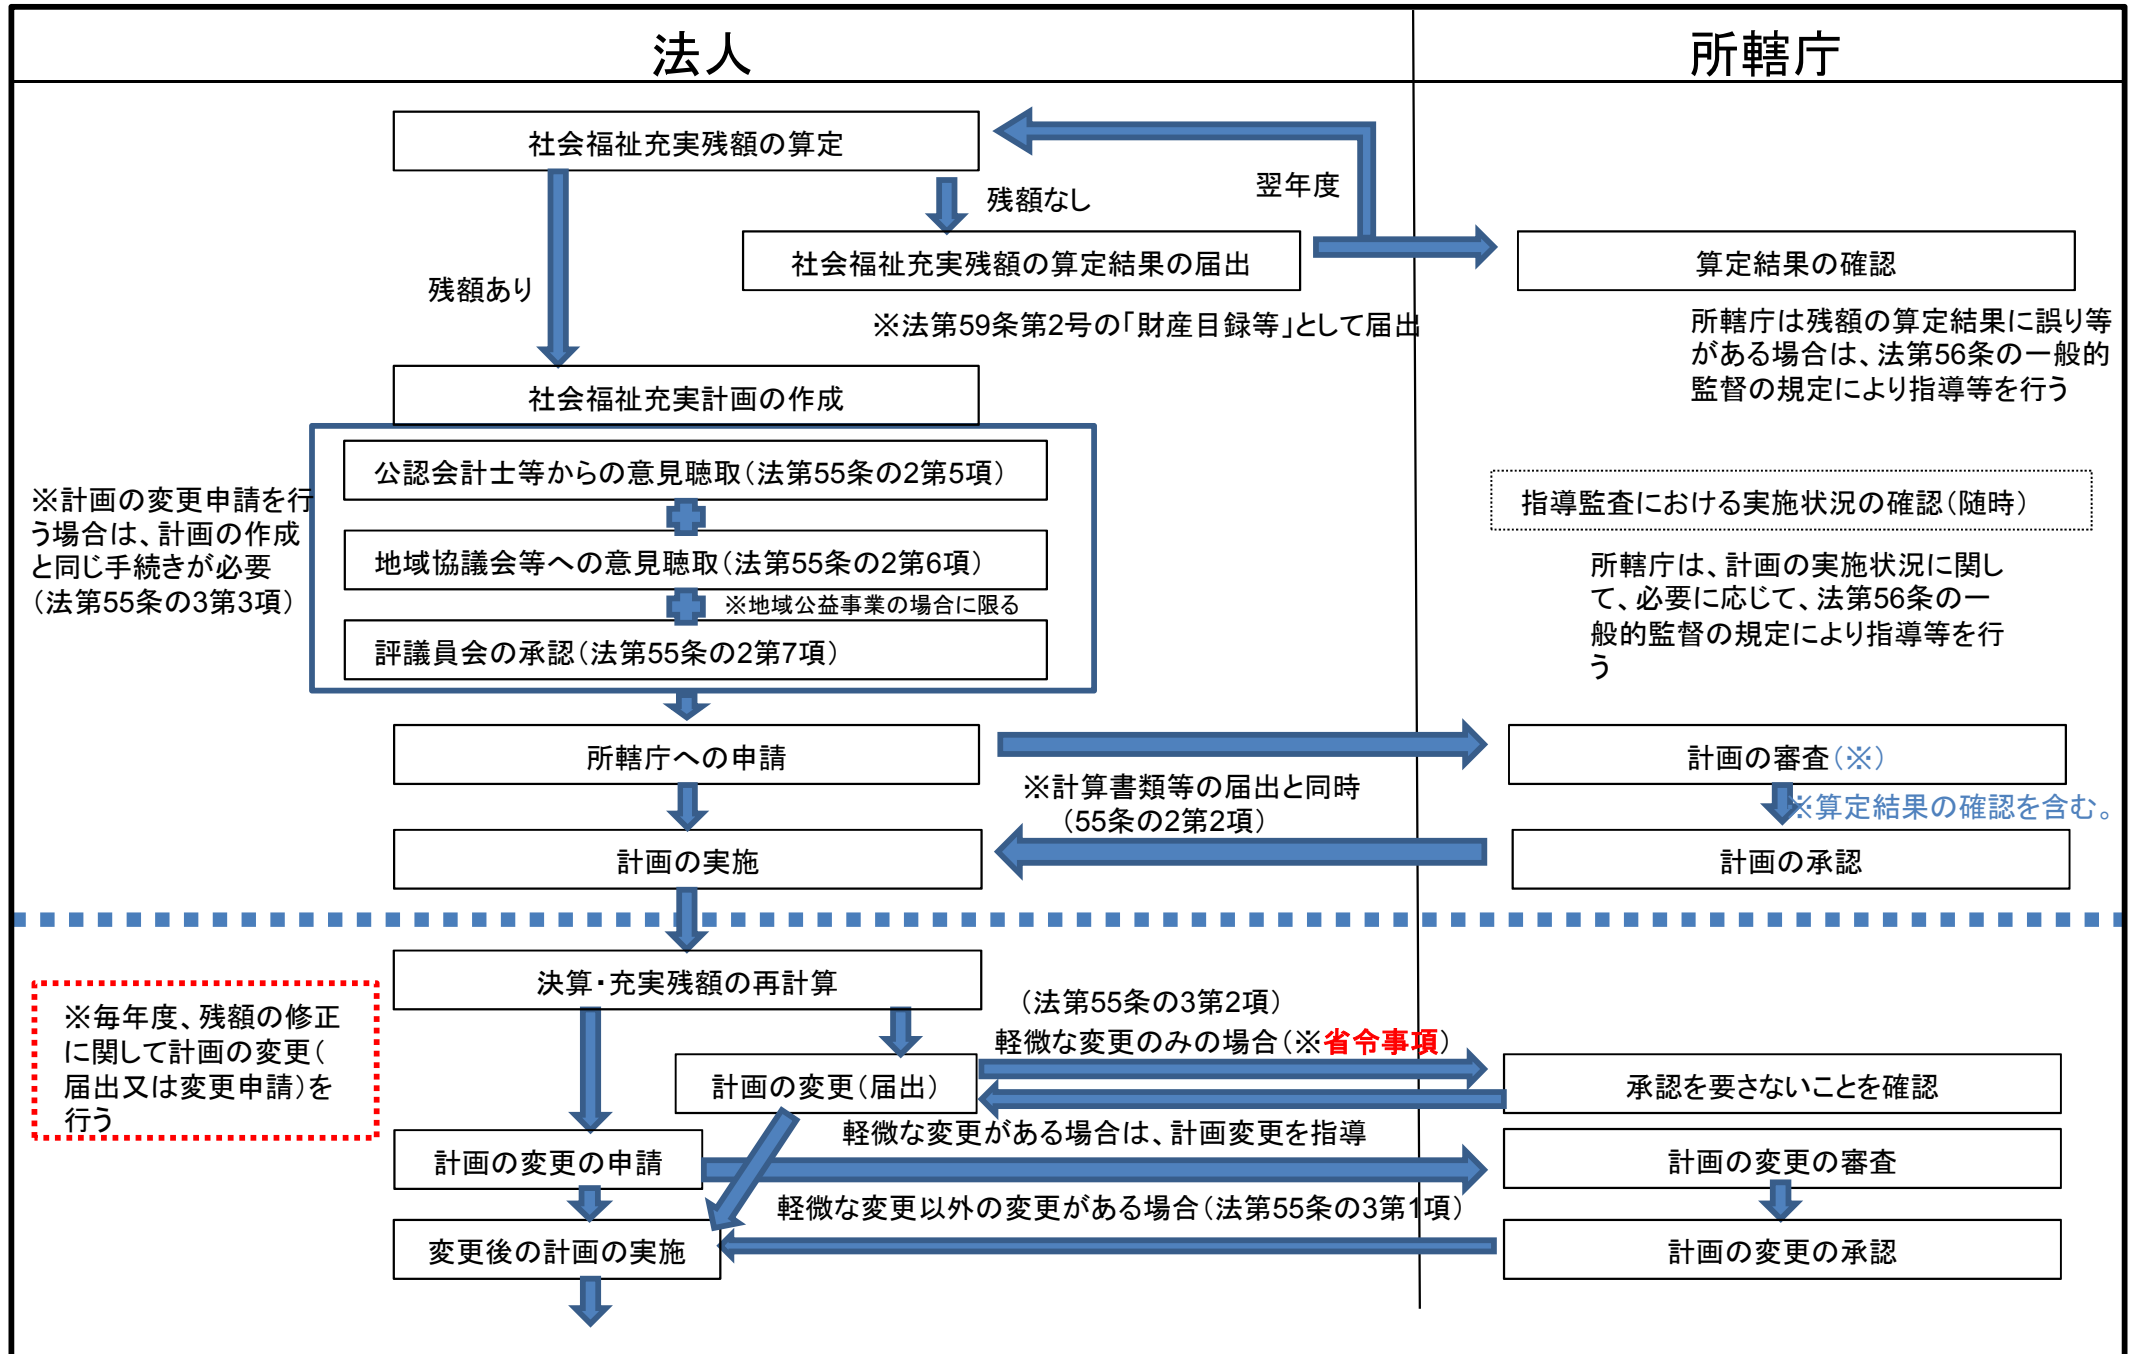 法人
所轄庁
社会福祉充実残額の算定
残額なし
翌年度
社会福祉充実残額の算定結果の届出
算定結果の確認
残額あり
※法第59条第2号の「財産目録等」として届出
所轄庁は残額の算定結果に誤り等
がある場合は、法第56条の一般的
監督の規定により指導等を行う
社会福祉充実計画の作成
公認会計士等からの意見聴取（法第55条の2第5項）
※計画の変更申請を行
う場合は、計画の作成
と同じ手続きが必要
（法第55条の3第3項）
地域協議会等への意見聴取（法第55条の2第6項）
※地域公益事業の場合に限る
評議員会の承認（法第55条の2第7項）
指導監査における実施状況の確認（随時）
所轄庁は、計画の実施状況に関し
て、必要に応じて、法第56条の一
般的監督の規定により指導等を行
う
所轄庁への申請
計画の審査（※）
※計算書類等の届出と同時
（55条の2第2項）
※算定結果の確認を含む。
計画の実施
計画の承認
決算・充実残額の再計算
※毎年度、残額の修正
に関して計画の変更（
届出又は変更申請）を
行う
（法第55条の3第2項）
軽微な変更のみの場合（※省令事項）
計画の変更（届出）
承認を要さないことを確認
軽微な変更がある場合は、計画変更を指導
計画の変更の申請
計画の変更の審査
軽微な変更以外の変更がある場合（法第55条の3第1項）
変更後の計画の実施
計画の変更の承認